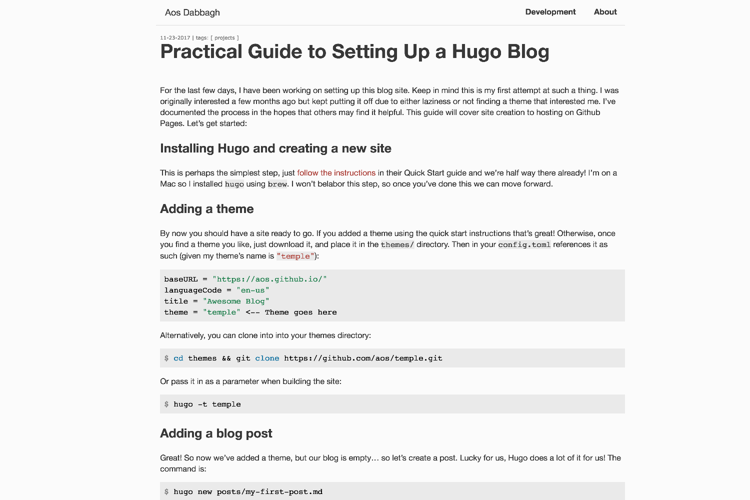 Aos Dabbagh
Development About
11-23-2017 | tags: [ projects ]
Practical Guide to Setting Up a Hugo Blog
For the last few days, I have been working on setting up this blog site. Keep in mind this is my first attempt at such a thing. I was
originally interested a few months ago but kept putting it off due to either laziness or not finding a theme that interested me. I've
documented the process in the hopes that others may find it helpful. This guide will cover site creation to hosting on Github
Pages. Let's get started:
Installing Hugo and creating a new site
This is perhaps the simplest step, just follow the instructions in their Quick Start guide and we're half way there already! I'm on a
Mac so I installed hugo using brew. I won't belabor this step, so once you've done this we can move forward.
Adding a theme
By now you should have a site ready to go. If you added a theme using the quick start instructions that's great! Otherwise, once
you find a theme you like, just download it, and place it in the themes/ directory. Then in your config.toml references it as
such (given my theme's name is "temple"):
baseURL = "https://aos.github.io/"
languageCode = "en-us"
title = "Awesome Blog"
theme = "temple" <-- Theme goes here
Alternatively, you can clone into into your themes directory:
$ cd themes && git clone https://github.com/aos/temple.git
Or pass it in as a parameter when building the site:
$ hugo -t temple
Adding a blog post
Great! So now we've added a theme, but our blog is empty… so let's create a post. Lucky for us, Hugo does a lot of it for us! The
command is:
$ hugo new posts/my-first-post.md